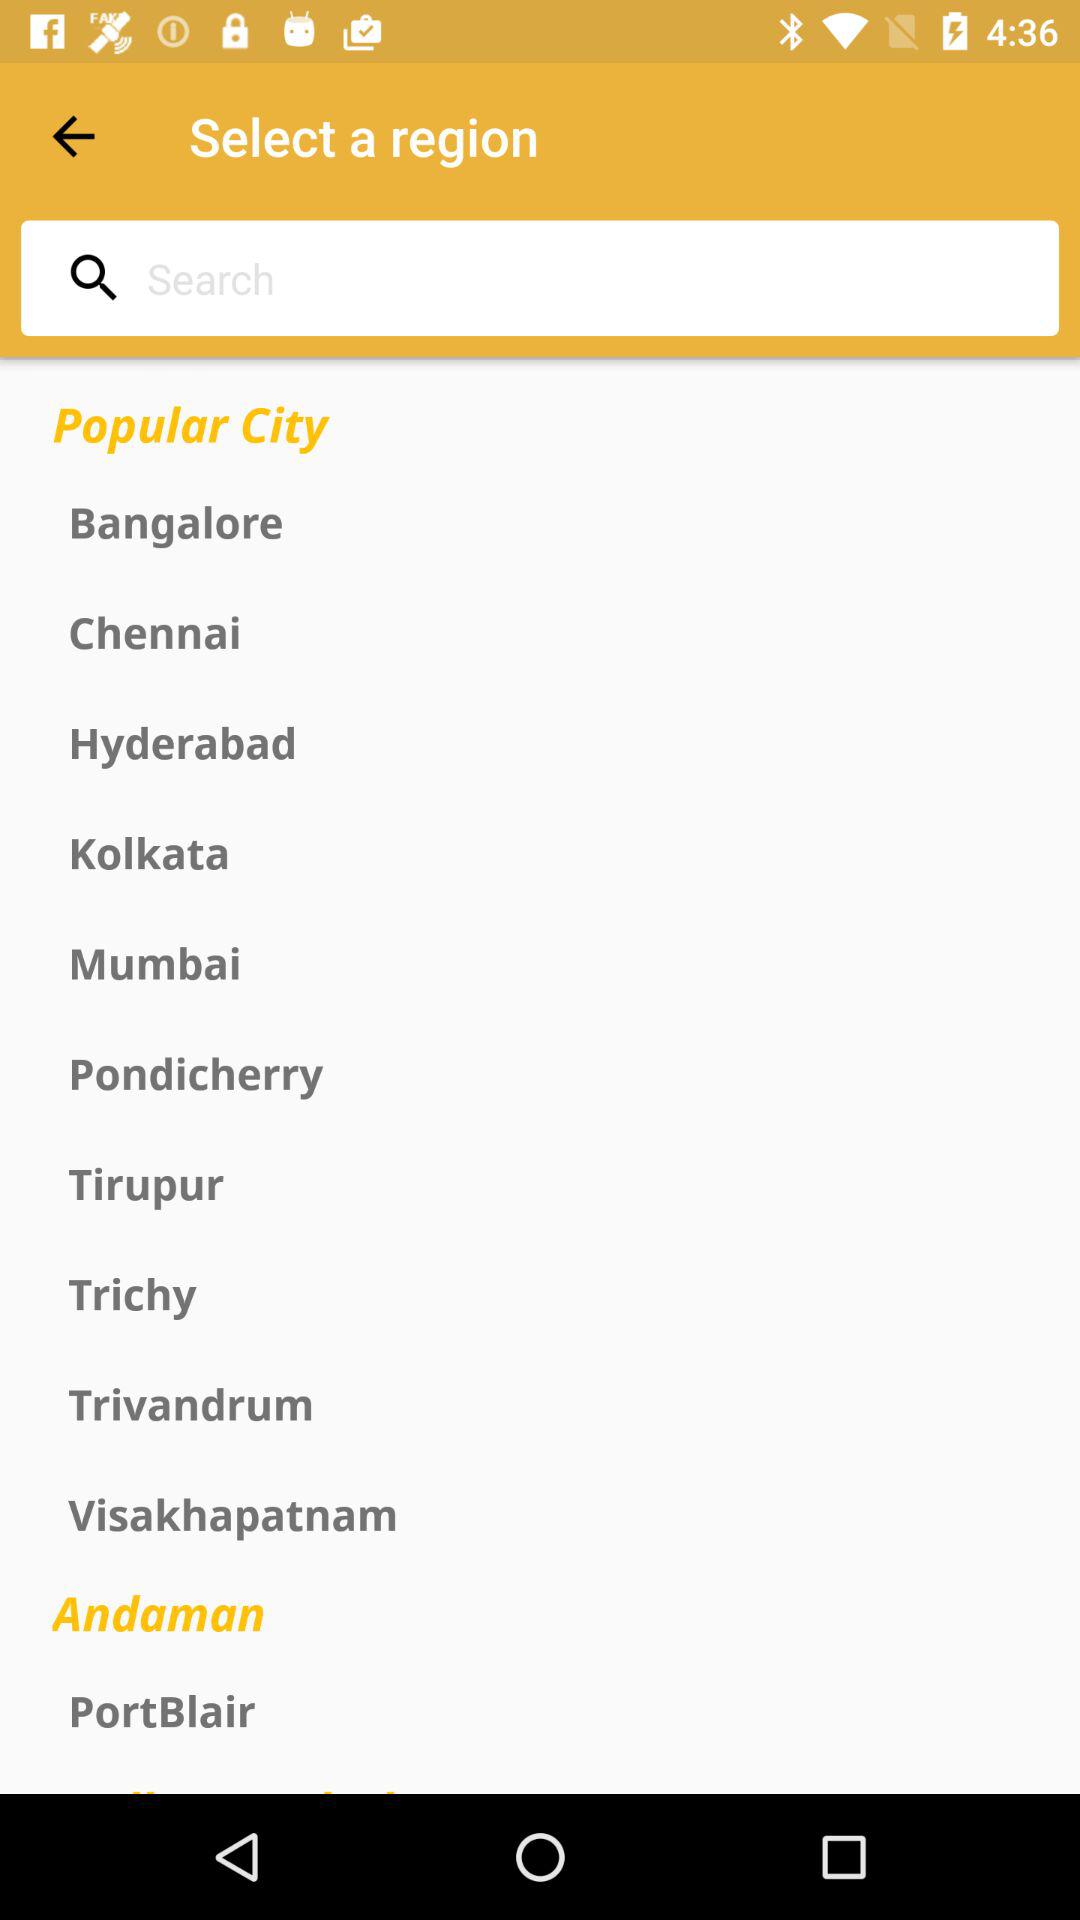 FAKE
4:36
Select a region
Search
Popular City
Bangalore
Chennai
Hyderabad
Kolkata
Mumbai
Pondicherry
Tirupur
Trichy
Trivandrum
Visakhapatnam
Andaman
PortBlair